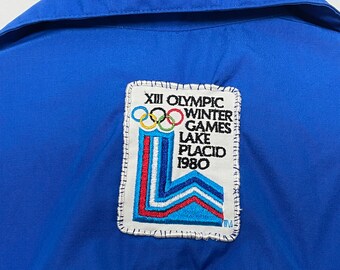 XIII OLYMPIC
WINTER
GAMES
LAKE
PLACID
1980